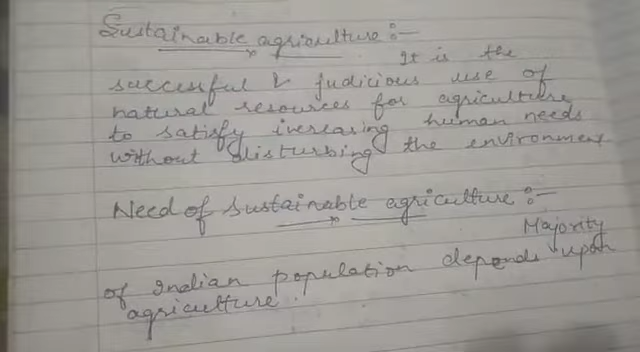 Sustainable agriculture :-
It is the
successful & judicious use of
natural resources for agriculture
to satisfy increasing human needs
without disturbing the environment
Need of sustainable agriculture :-
Majority
of Indian population depends upon
agriculture.